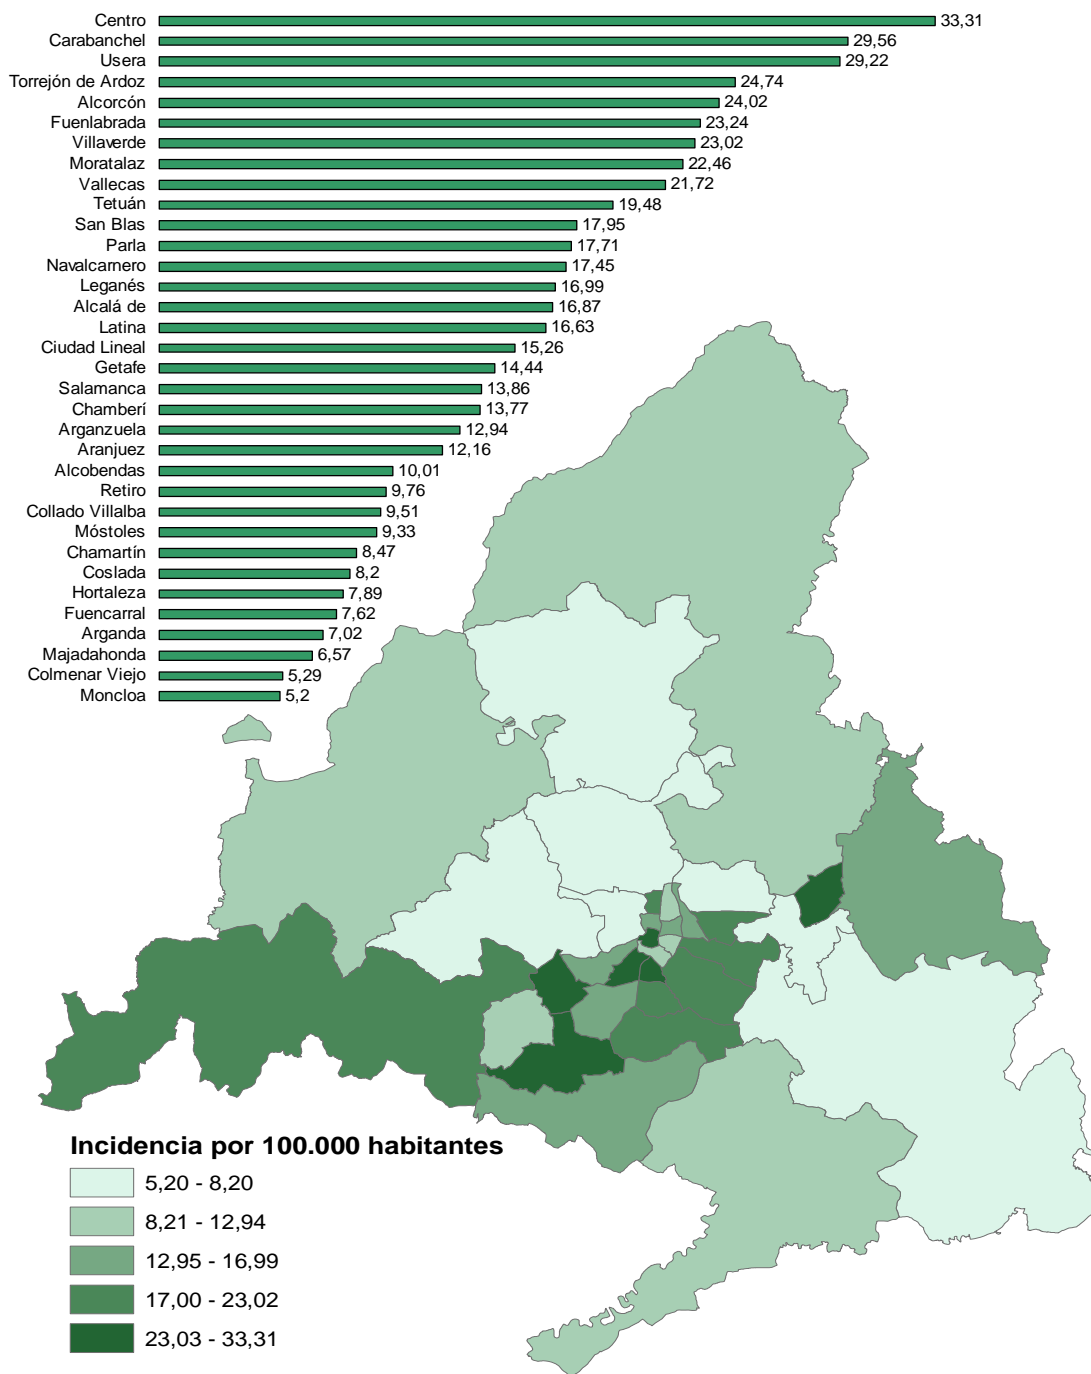 Centro 33,31
Carabanchel 29,56
Usera 29,22
Torrejón de Ardoz 24,74
Alcorcón 24,02
Fuenlabrada 23,24
Villaverde 23,02
Moratalaz 22,46
Vallecas 21,72
Tetuán 19,48
San Blas 17,95
Parla 17,71
Navalcarnero 17,45
Leganés 16,99
Alcalá de 16,87
Latina 16,63
Ciudad Lineal 15,26
Getafe 14,44
Salamanca 13,86
Chamberí 13,77
Arganzuela 12,94
Aranjuez 12,16
Alcobendas 10,01
Retiro 9,76
Collado Villalba 9,51
Móstoles 9,33
Chamartín 8,47
Coslada 8,2
Hortaleza 7,89
Fuencarral 7,62
Arganda 7,02
Majadahonda 6,57
Colmenar Viejo 5,29
Moncloa 5,2
Incidencia por 100.000 habitantes
5,20 - 8,20
8,21 - 12,94
12,95 - 16,99
17,00 - 23,02
23,03 - 33,31